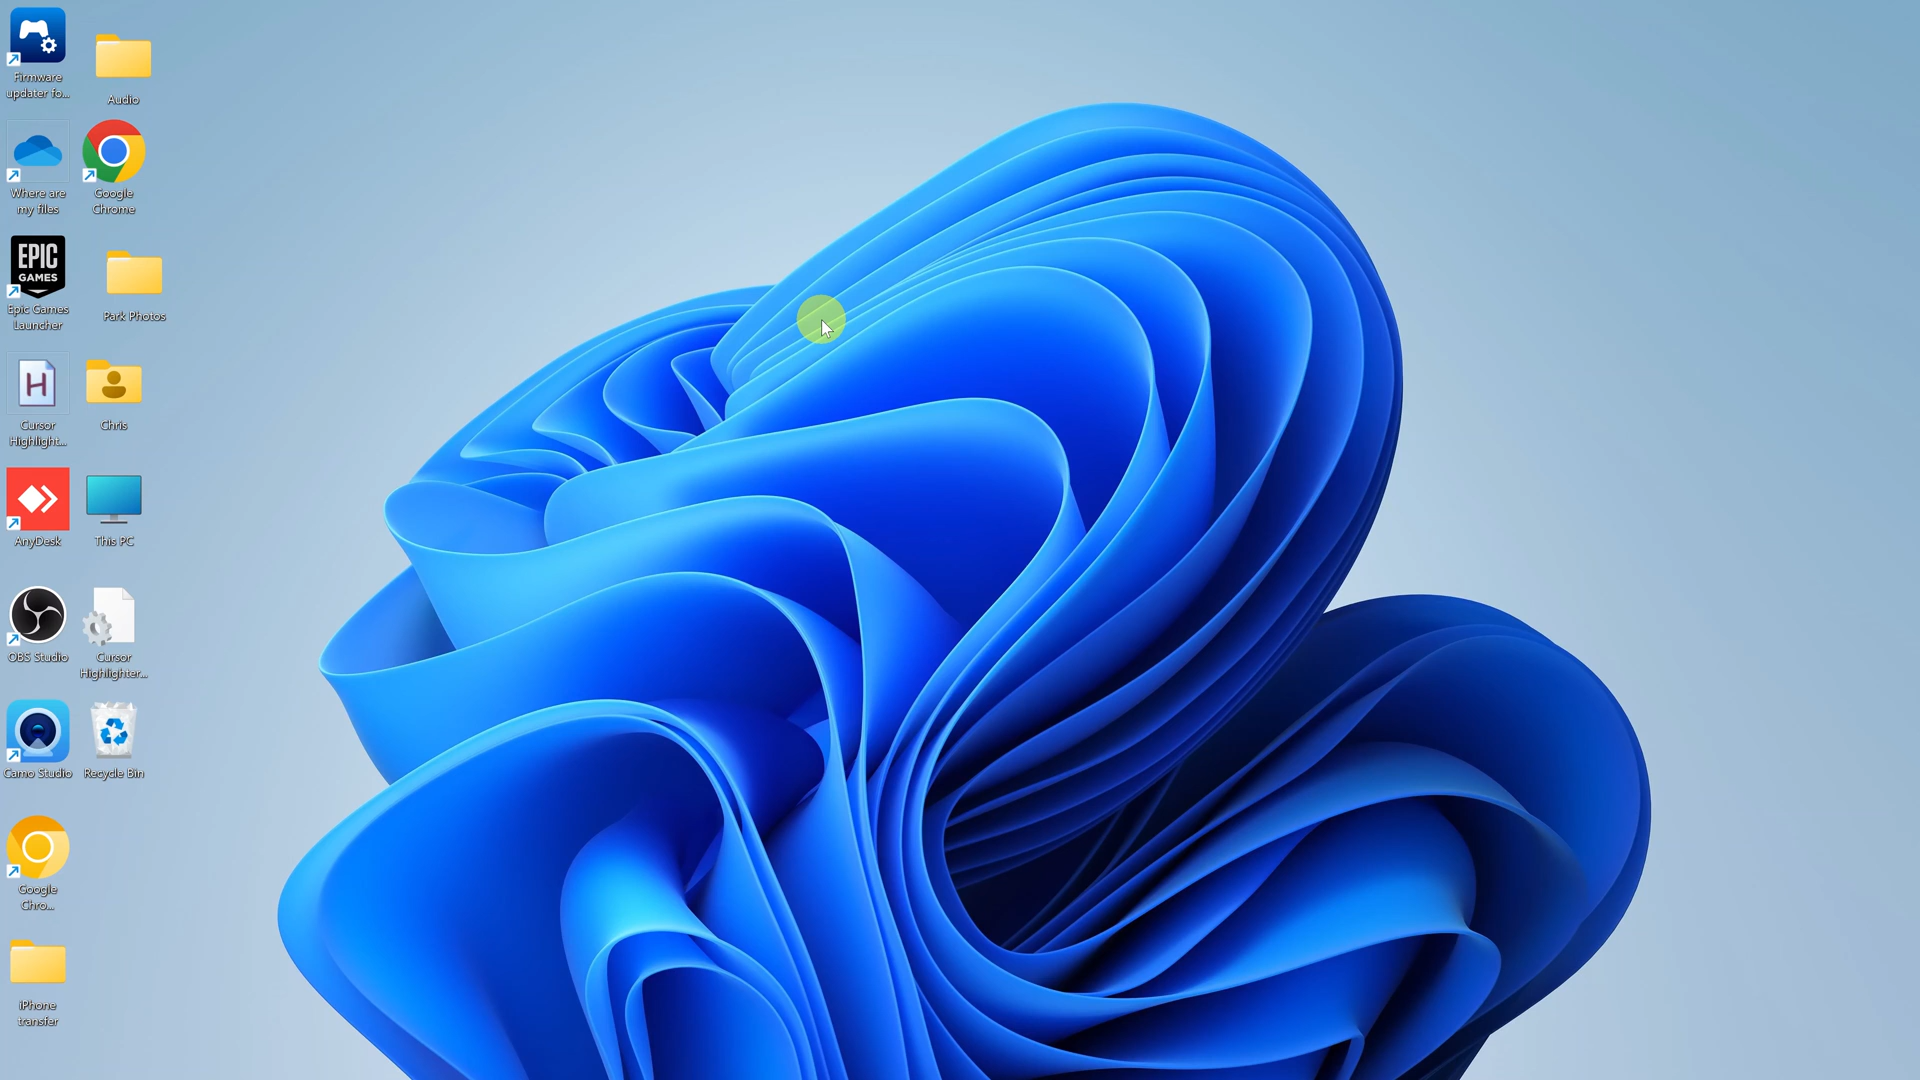 Firmware
updater fo...
Audio
Where are
my files
Google
Chrome
EPIC
GAMES
Epic Games
Launcher
Park Photos
H
Cursor
Highlight...
Chris
AnyDesk
This PC
OBS Studio
Cursor
Highlighter...
Camo Studio
Recycle Bin
Google
Chro...
iPhone
transfer